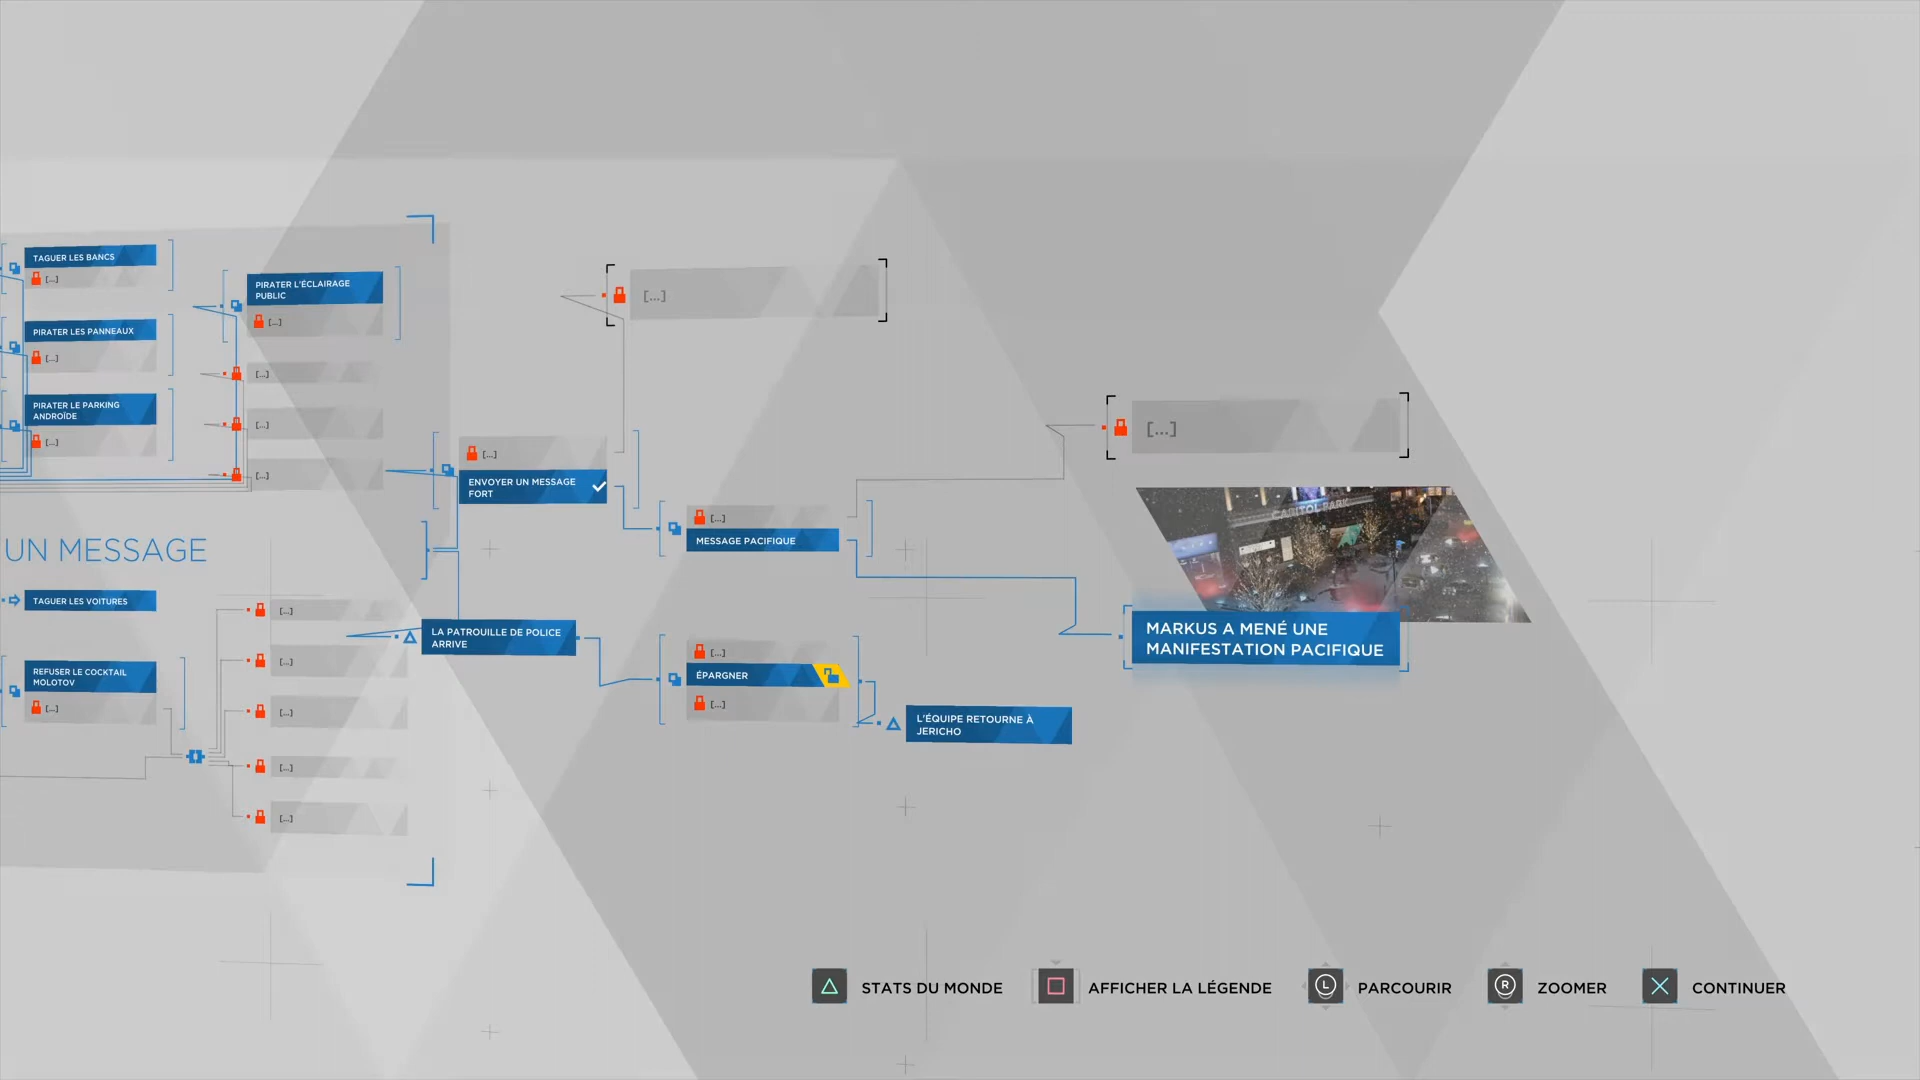 TAGUER LES BANCS
[...]
PIRATER L'ÉCLAIRAGE
PUBLIC
[...]
[...]
PIRATER LES PANNEAUX
[...]
[...]
PIRATER LE PARKING
ANDROÏDE
[...]
[...]
[...]
[...]
[...]
ENVOYER UN MESSAGE
FORT
[...]
MESSAGE PACIFIQUE
UN MESSAGE
TAGUER LES VOITURES
[...]
LA PATROUILLE DE POLICE
ARRIVE
[...]
REFUSER LE COCKTAIL
MOLOTOV
[...]
[...]
[...]
[...]
[...]
ÉPARGNER
[...]
L'ÉQUIPE RETOURNE À
JERICHO
CAPITOL PARK
MARKUS A MENÉ UNE
MANIFESTATION PACIFIQUE
STATS DU MONDE
AFFICHER LA LÉGENDE
L
PARCOURIR
R
ZOOMER
CONTINUER